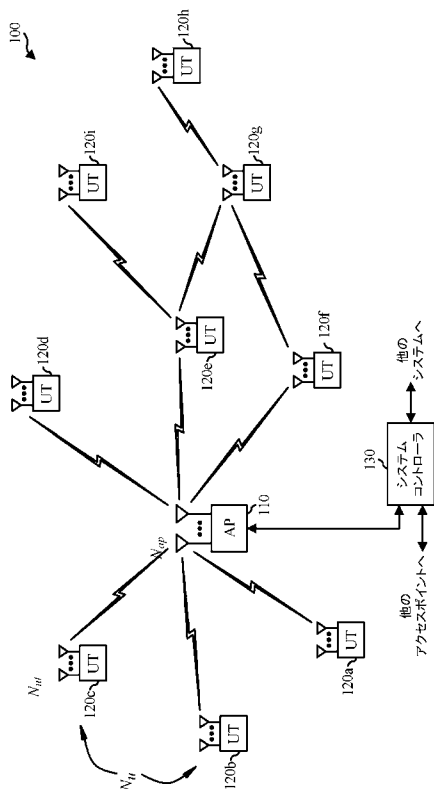 100
UT
120h
UT
120i
UT
120g
UT
120d
UT
120e
UT
120f
N_ap
AP
110
130
システム
コントローラ
他の
システムへ
他の
アクセスポイントへ
N_ut
UT
120c
N_u
UT
120b
UT
120a